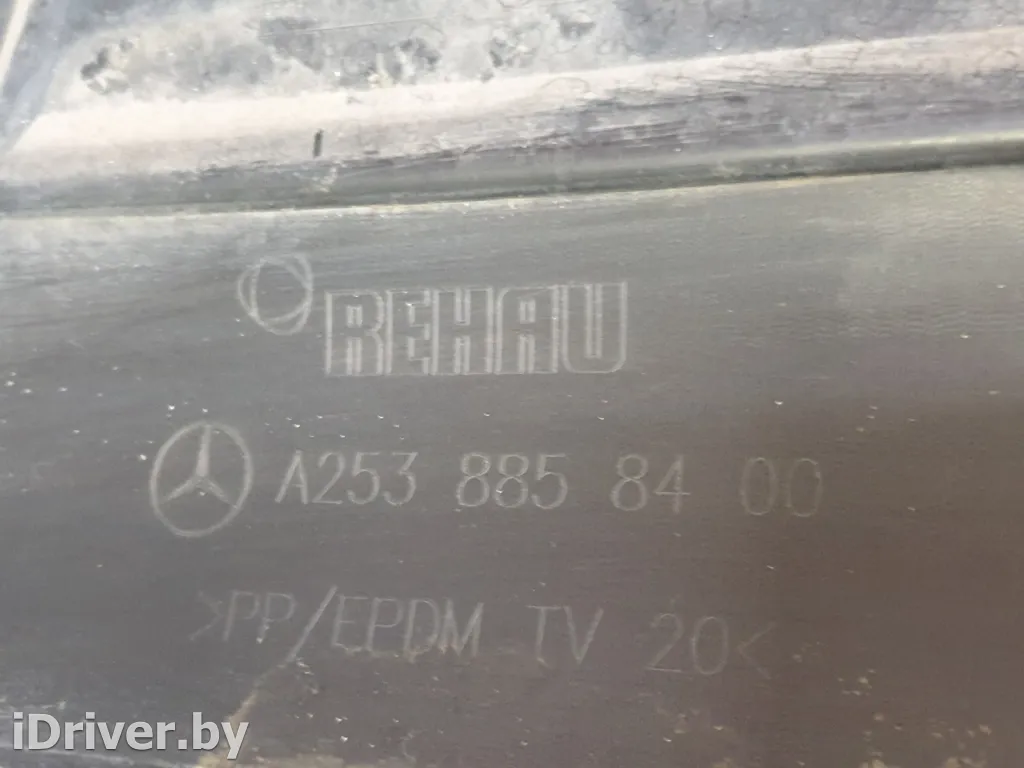 REHAU
A253 885 84 00
>PP/EPDM-TV 20<
iDriver.by